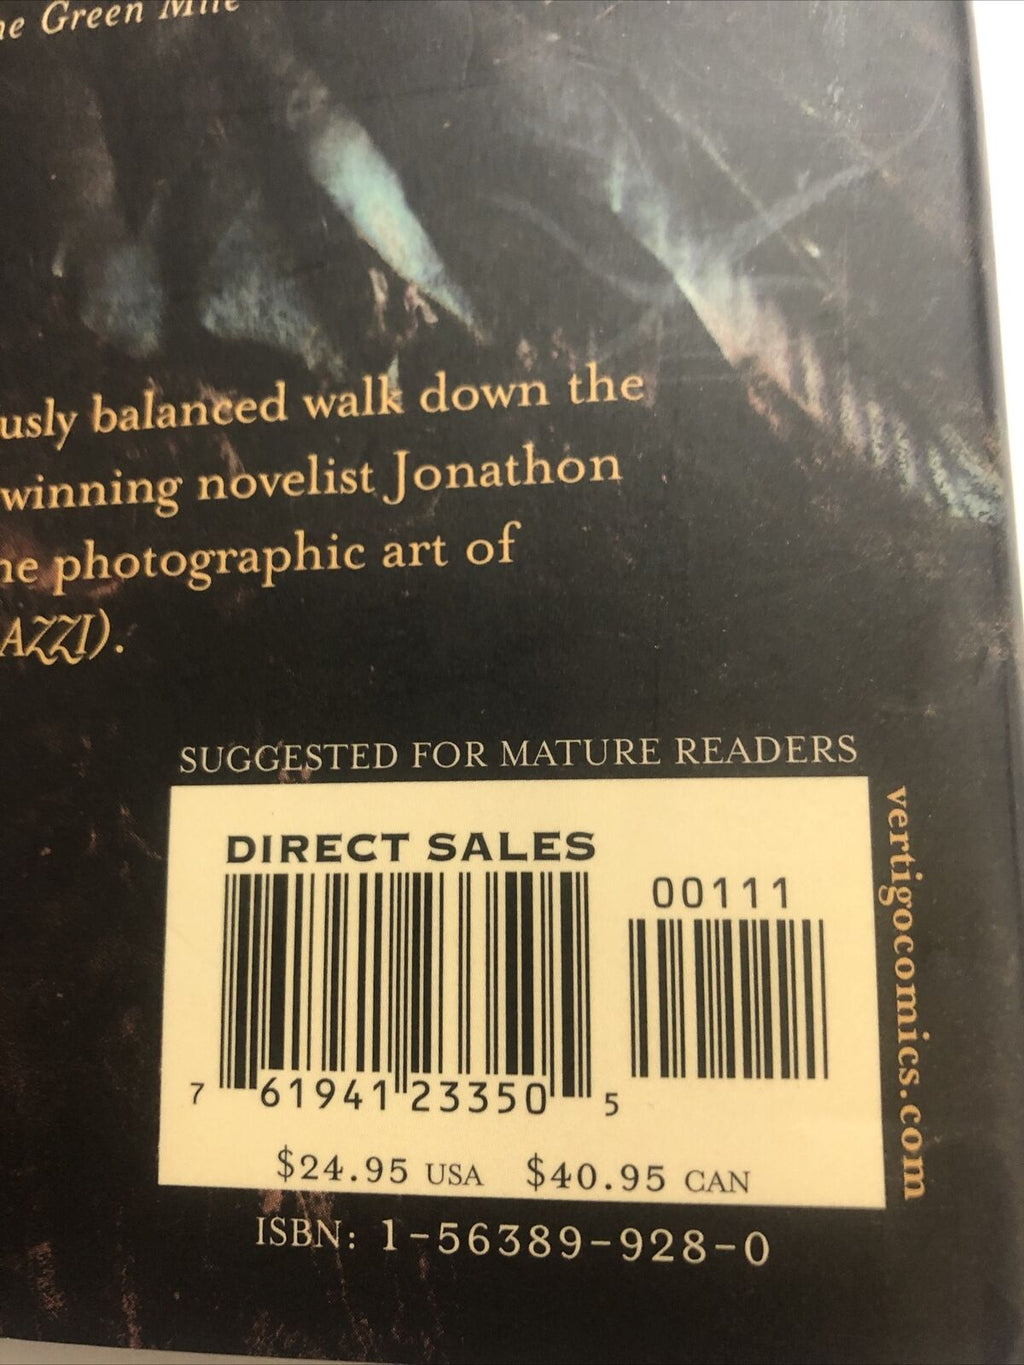 he Green Mile
usly balanced walk down the
winning novelist Jonathon
he photographic art of
AZZI).
SUGGESTED FOR MATURE READERS
DIRECT SALES
00111
7 61941 23350 5
$24.95 USA $40.95 CAN
vertigocomics.com
ISBN: 1-56389-928-0